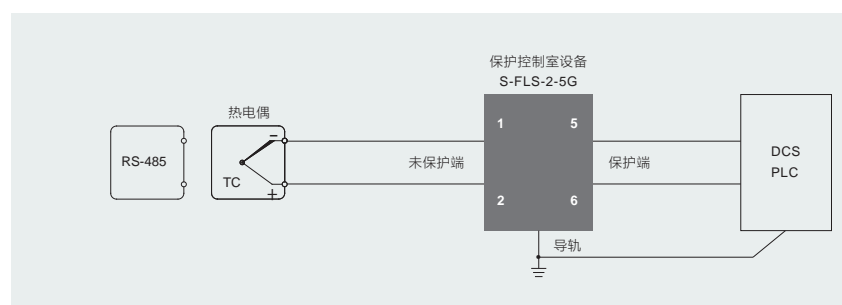 保护控制室设备
S-FLS-2-5G
热电偶
RS-485
TC
−
+
未保护端
1
5
2
6
保护端
DCS
PLC
导轨